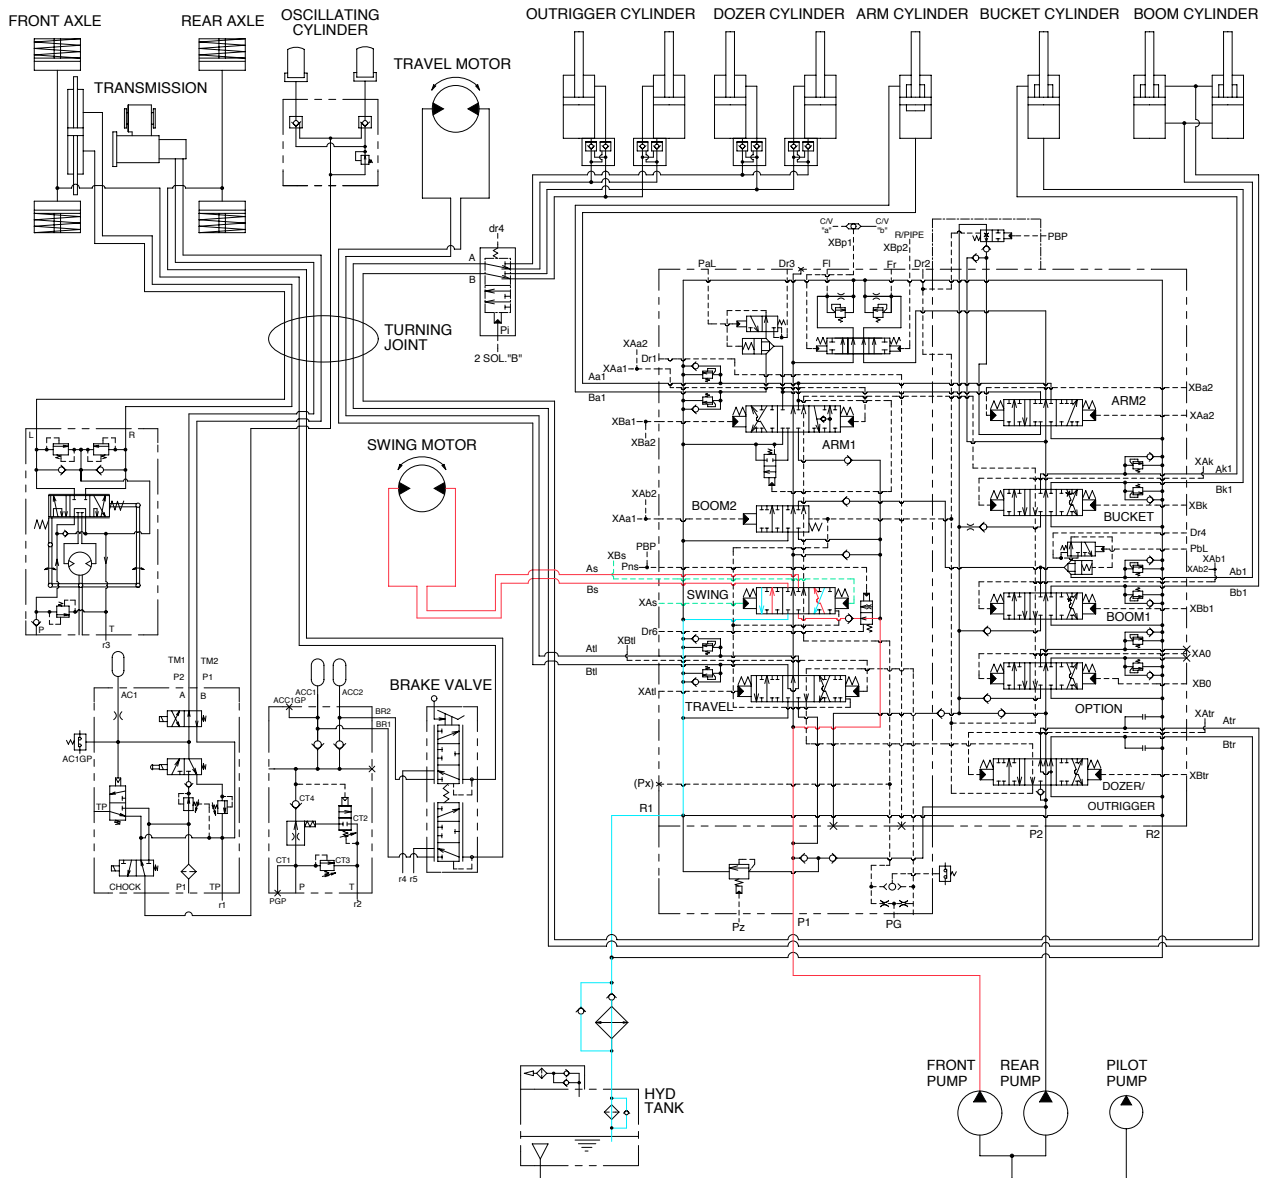 FRONT AXLE
REAR AXLE
OSCILLATING
CYLINDER
OUTRIGGER CYLINDER
DOZER CYLINDER
ARM CYLINDER
BUCKET CYLINDER
BOOM CYLINDER
TRANSMISSION
TRAVEL MOTOR
dr4
A
B
Pi
2 SOL."B"
TURNING
JOINT
SWING MOTOR
C/V
"a"
C/V
"b"
XBp1
R/PIPE
XBp2
PBP
PaL
Dr3
Fl
Fr
Dr2
XAa2
Dr1
XAa1
Aa1
Ba1
XBa1
XBa2
ARM1
XBa2
ARM2
XAa2
XAk
Ak1
Bk1
XBk
BUCKET
XAb2
XAa1
BOOM2
Dr4
PbL
XAb1
XAb2
Ab1
Bb1
XBb1
BOOM1
PBP
XBs
Pns
As
Bs
SWING
XAs
Dr6
XBtl
Atl
Btl
XAtl
TRAVEL
XA0
XB0
OPTION
XAtr
Atr
Btr
XBtr
DOZER/
OUTRIGGER
(Px)
R1
P2
R2
Pz
P1
PG
L
R
P
T
r3
TM1
TM2
P2
P1
AC1
A
B
AC1GP
TP
CHOCK
P1
TP
r1
ACC1
ACC2
ACC1GP
BR2
BR1
CT4
CT2
CT1
CT3
PGP
P
T
r2
BRAKE VALVE
r4
r5
HYD
TANK
FRONT
PUMP
REAR
PUMP
PILOT
PUMP